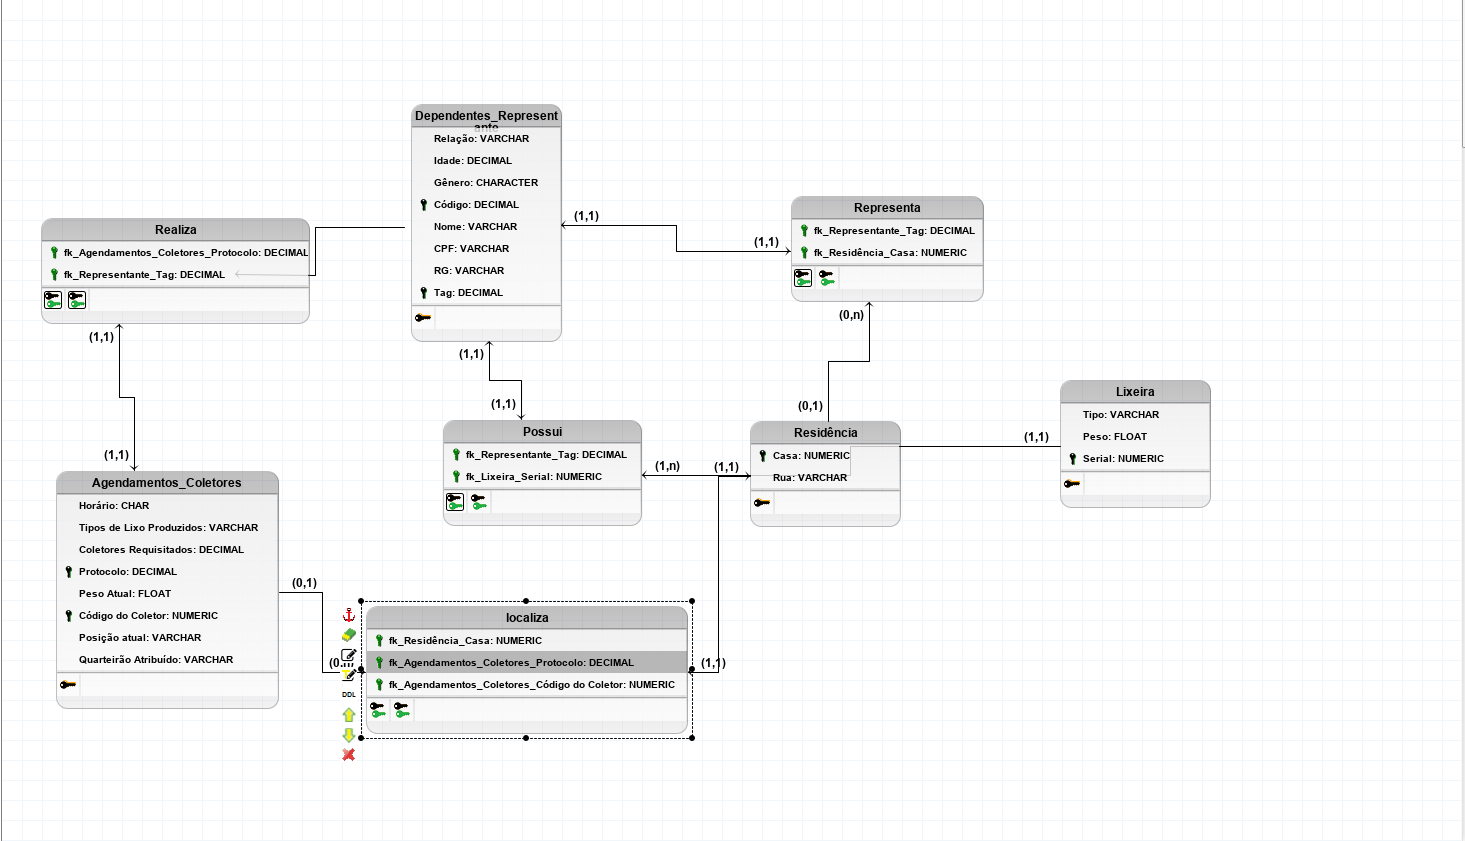 Dependentes_Represent
ante
Relação: VARCHAR
Idade: DECIMAL
Gênero: CHARACTER
Código: DECIMAL
Nome: VARCHAR
CPF: VARCHAR
RG: VARCHAR
Tag: DECIMAL
(1,1)
(1,1)
Representa
fk_Representante_Tag: DECIMAL
fk_Residência_Casa: NUMERIC
(0,n)
(0,1)
Realiza
fk_Agendamentos_Coletores_Protocolo: DECIMAL
fk_Representante_Tag: DECIMAL
(1,1)
(1,1)
(1,1)
(1,1)
Lixeira
Tipo: VARCHAR
Peso: FLOAT
Serial: NUMERIC
(1,1)
Possui
fk_Representante_Tag: DECIMAL
fk_Lixeira_Serial: NUMERIC
(1,n)
(1,1)
Residência
Casa: NUMERIC
Rua: VARCHAR
Agendamentos_Coletores
Horário: CHAR
Tipos de Lixo Produzidos: VARCHAR
Coletores Requisitados: DECIMAL
Protocolo: DECIMAL
Peso Atual: FLOAT
Código do Coletor: NUMERIC
Posição atual: VARCHAR
Quarteirão Atribuído: VARCHAR
(0,1)
(0,
DDL
localiza
fk_Residência_Casa: NUMERIC
fk_Agendamentos_Coletores_Protocolo: DECIMAL
fk_Agendamentos_Coletores_Código do Coletor: NUMERIC
(1,1)